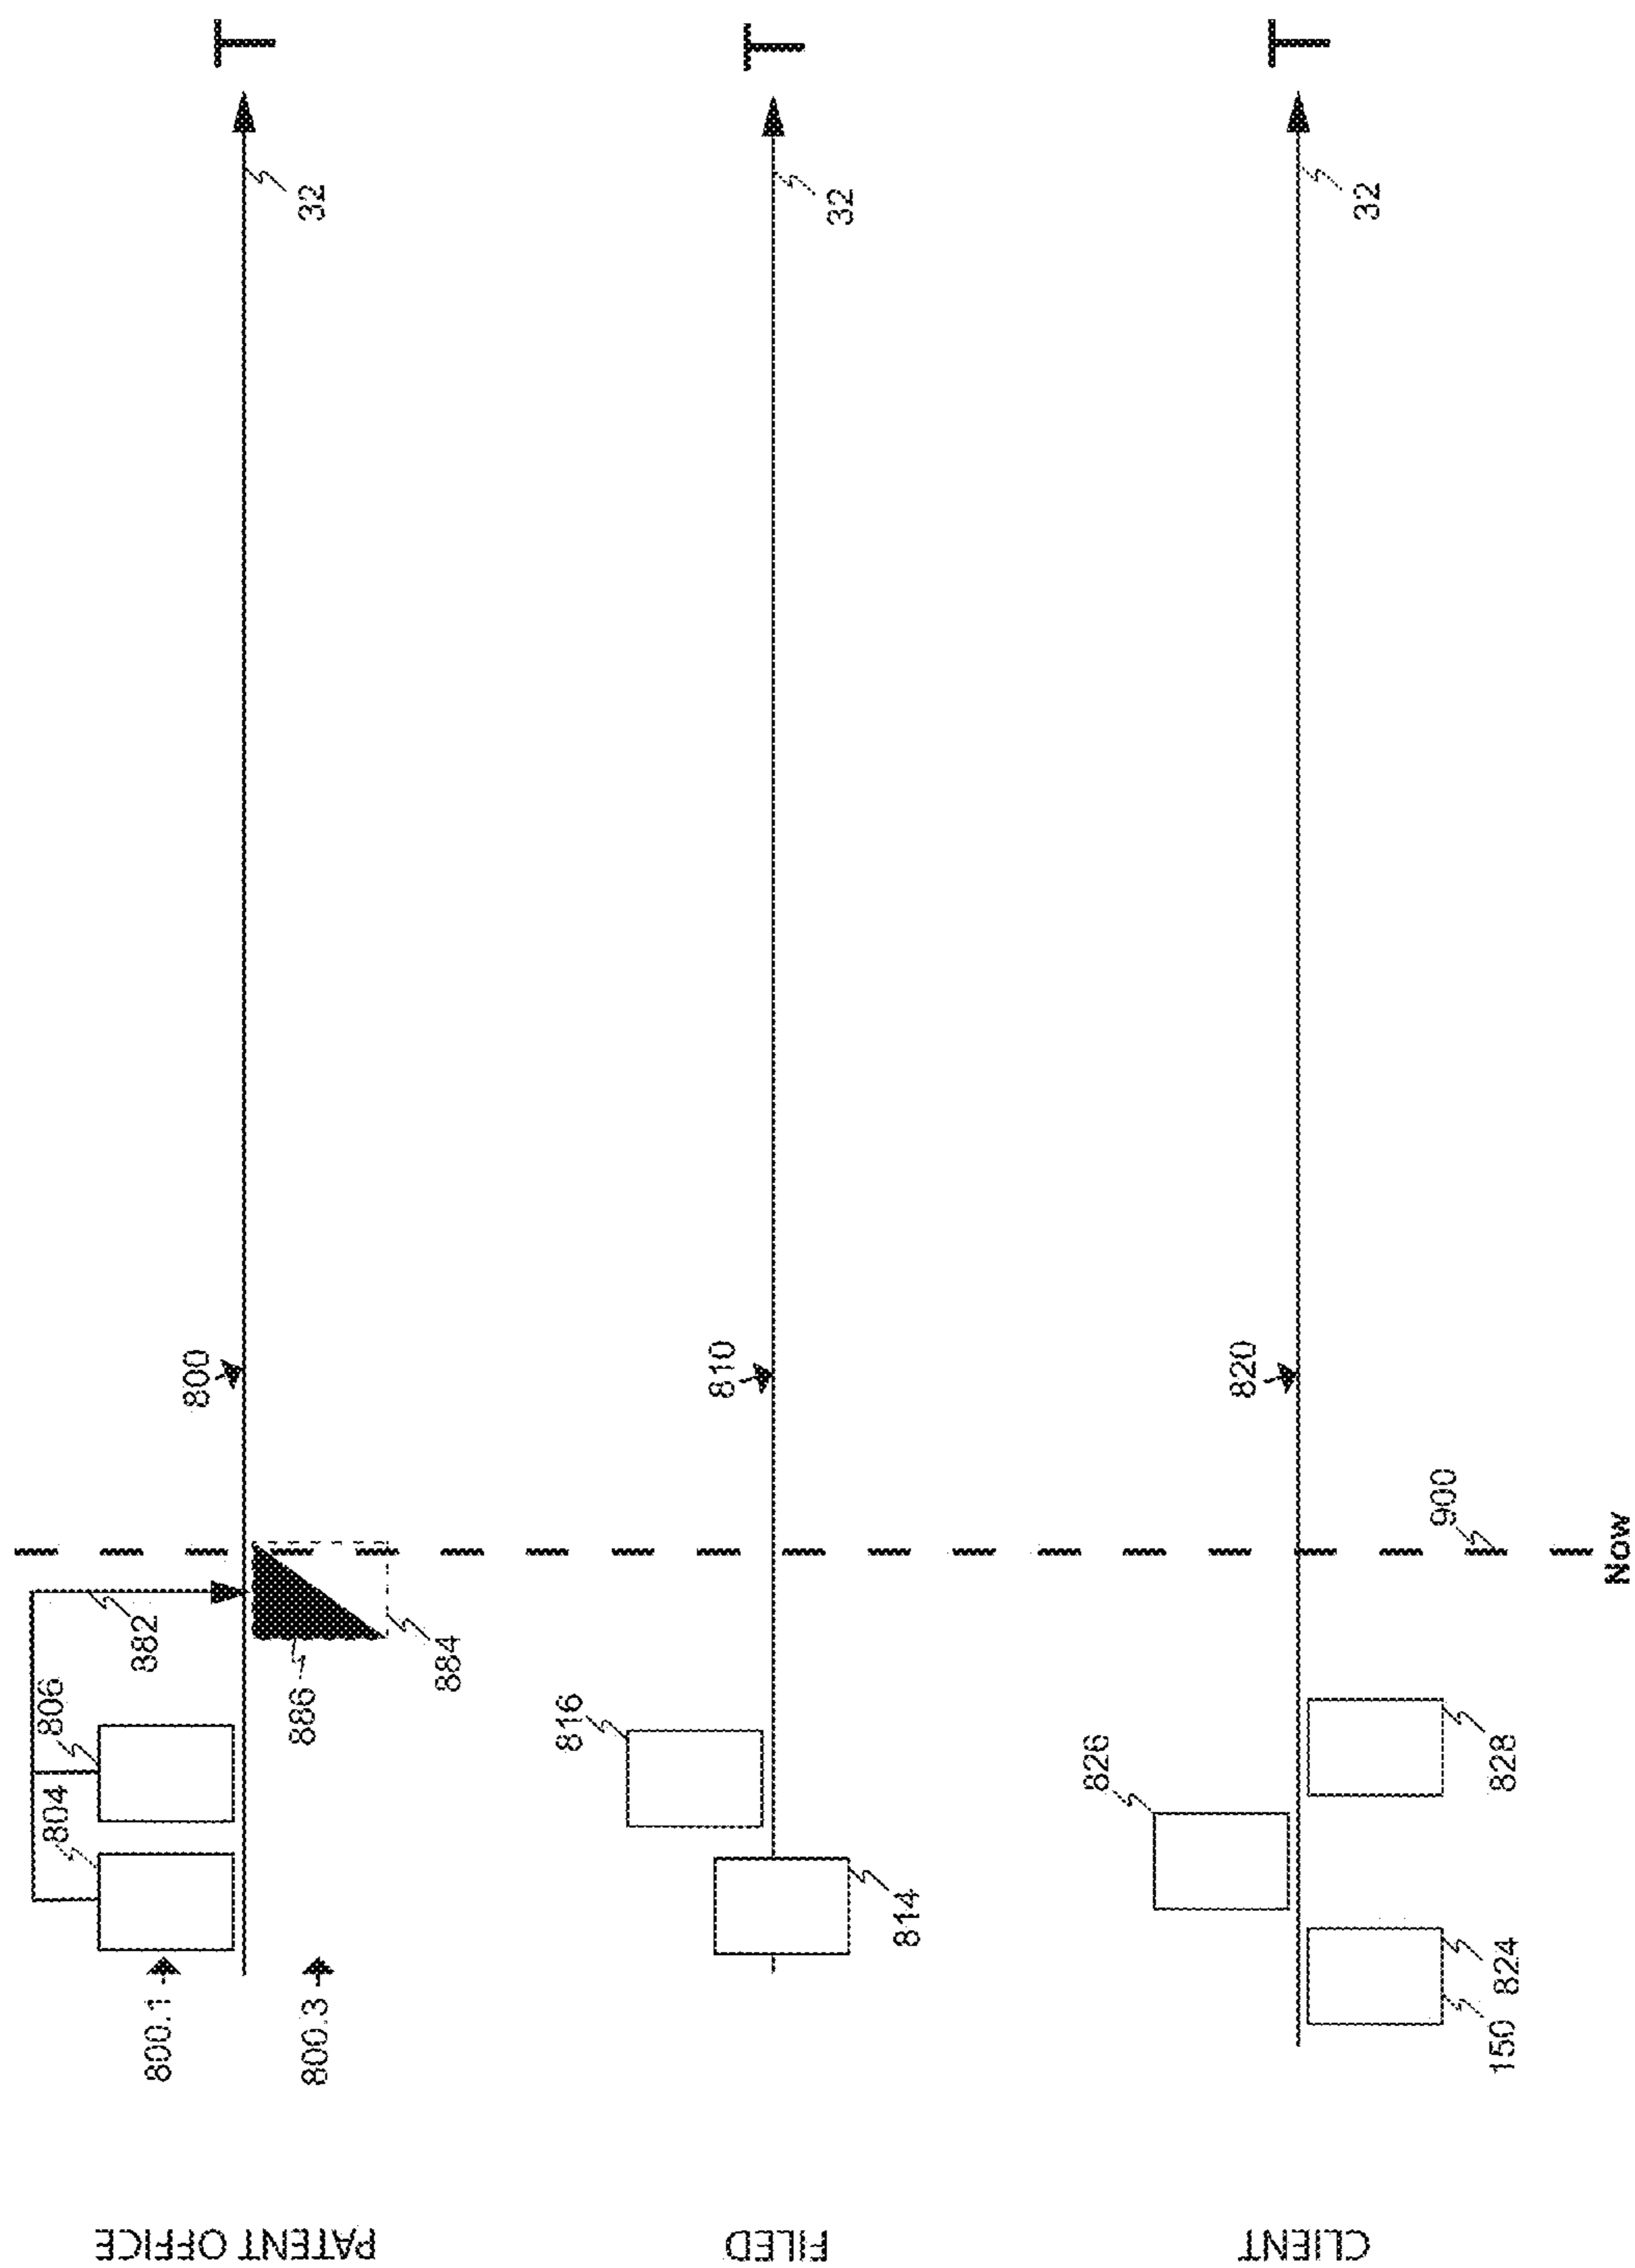 804 806
882
800.1
800
T
PATENT OFFICE
800.3
886
32
884
816
810
T
FILED
32
814
826
820
T
CLIENT
32
900
150 824 828
Now